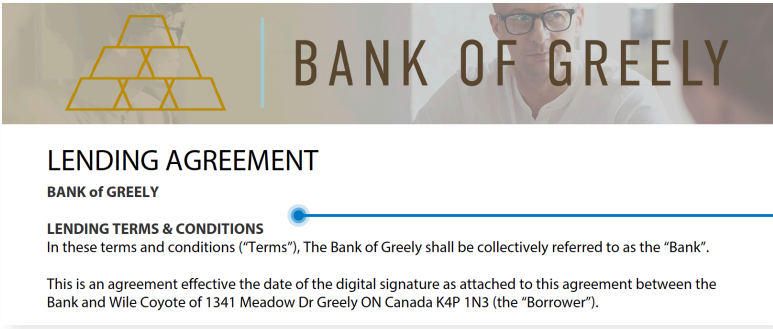 BANK OF GREELY
LENDING AGREEMENT
BANK of GREELY
LENDING TERMS & CONDITIONS
In these terms and conditions (“Terms”), The Bank of Greely shall be collectively referred to as the “Bank”.
This is an agreement effective the date of the digital signature as attached to this agreement between the
Bank and Wile Coyote of 1341 Meadow Dr Greely ON Canada K4P 1N3 (the “Borrower”).